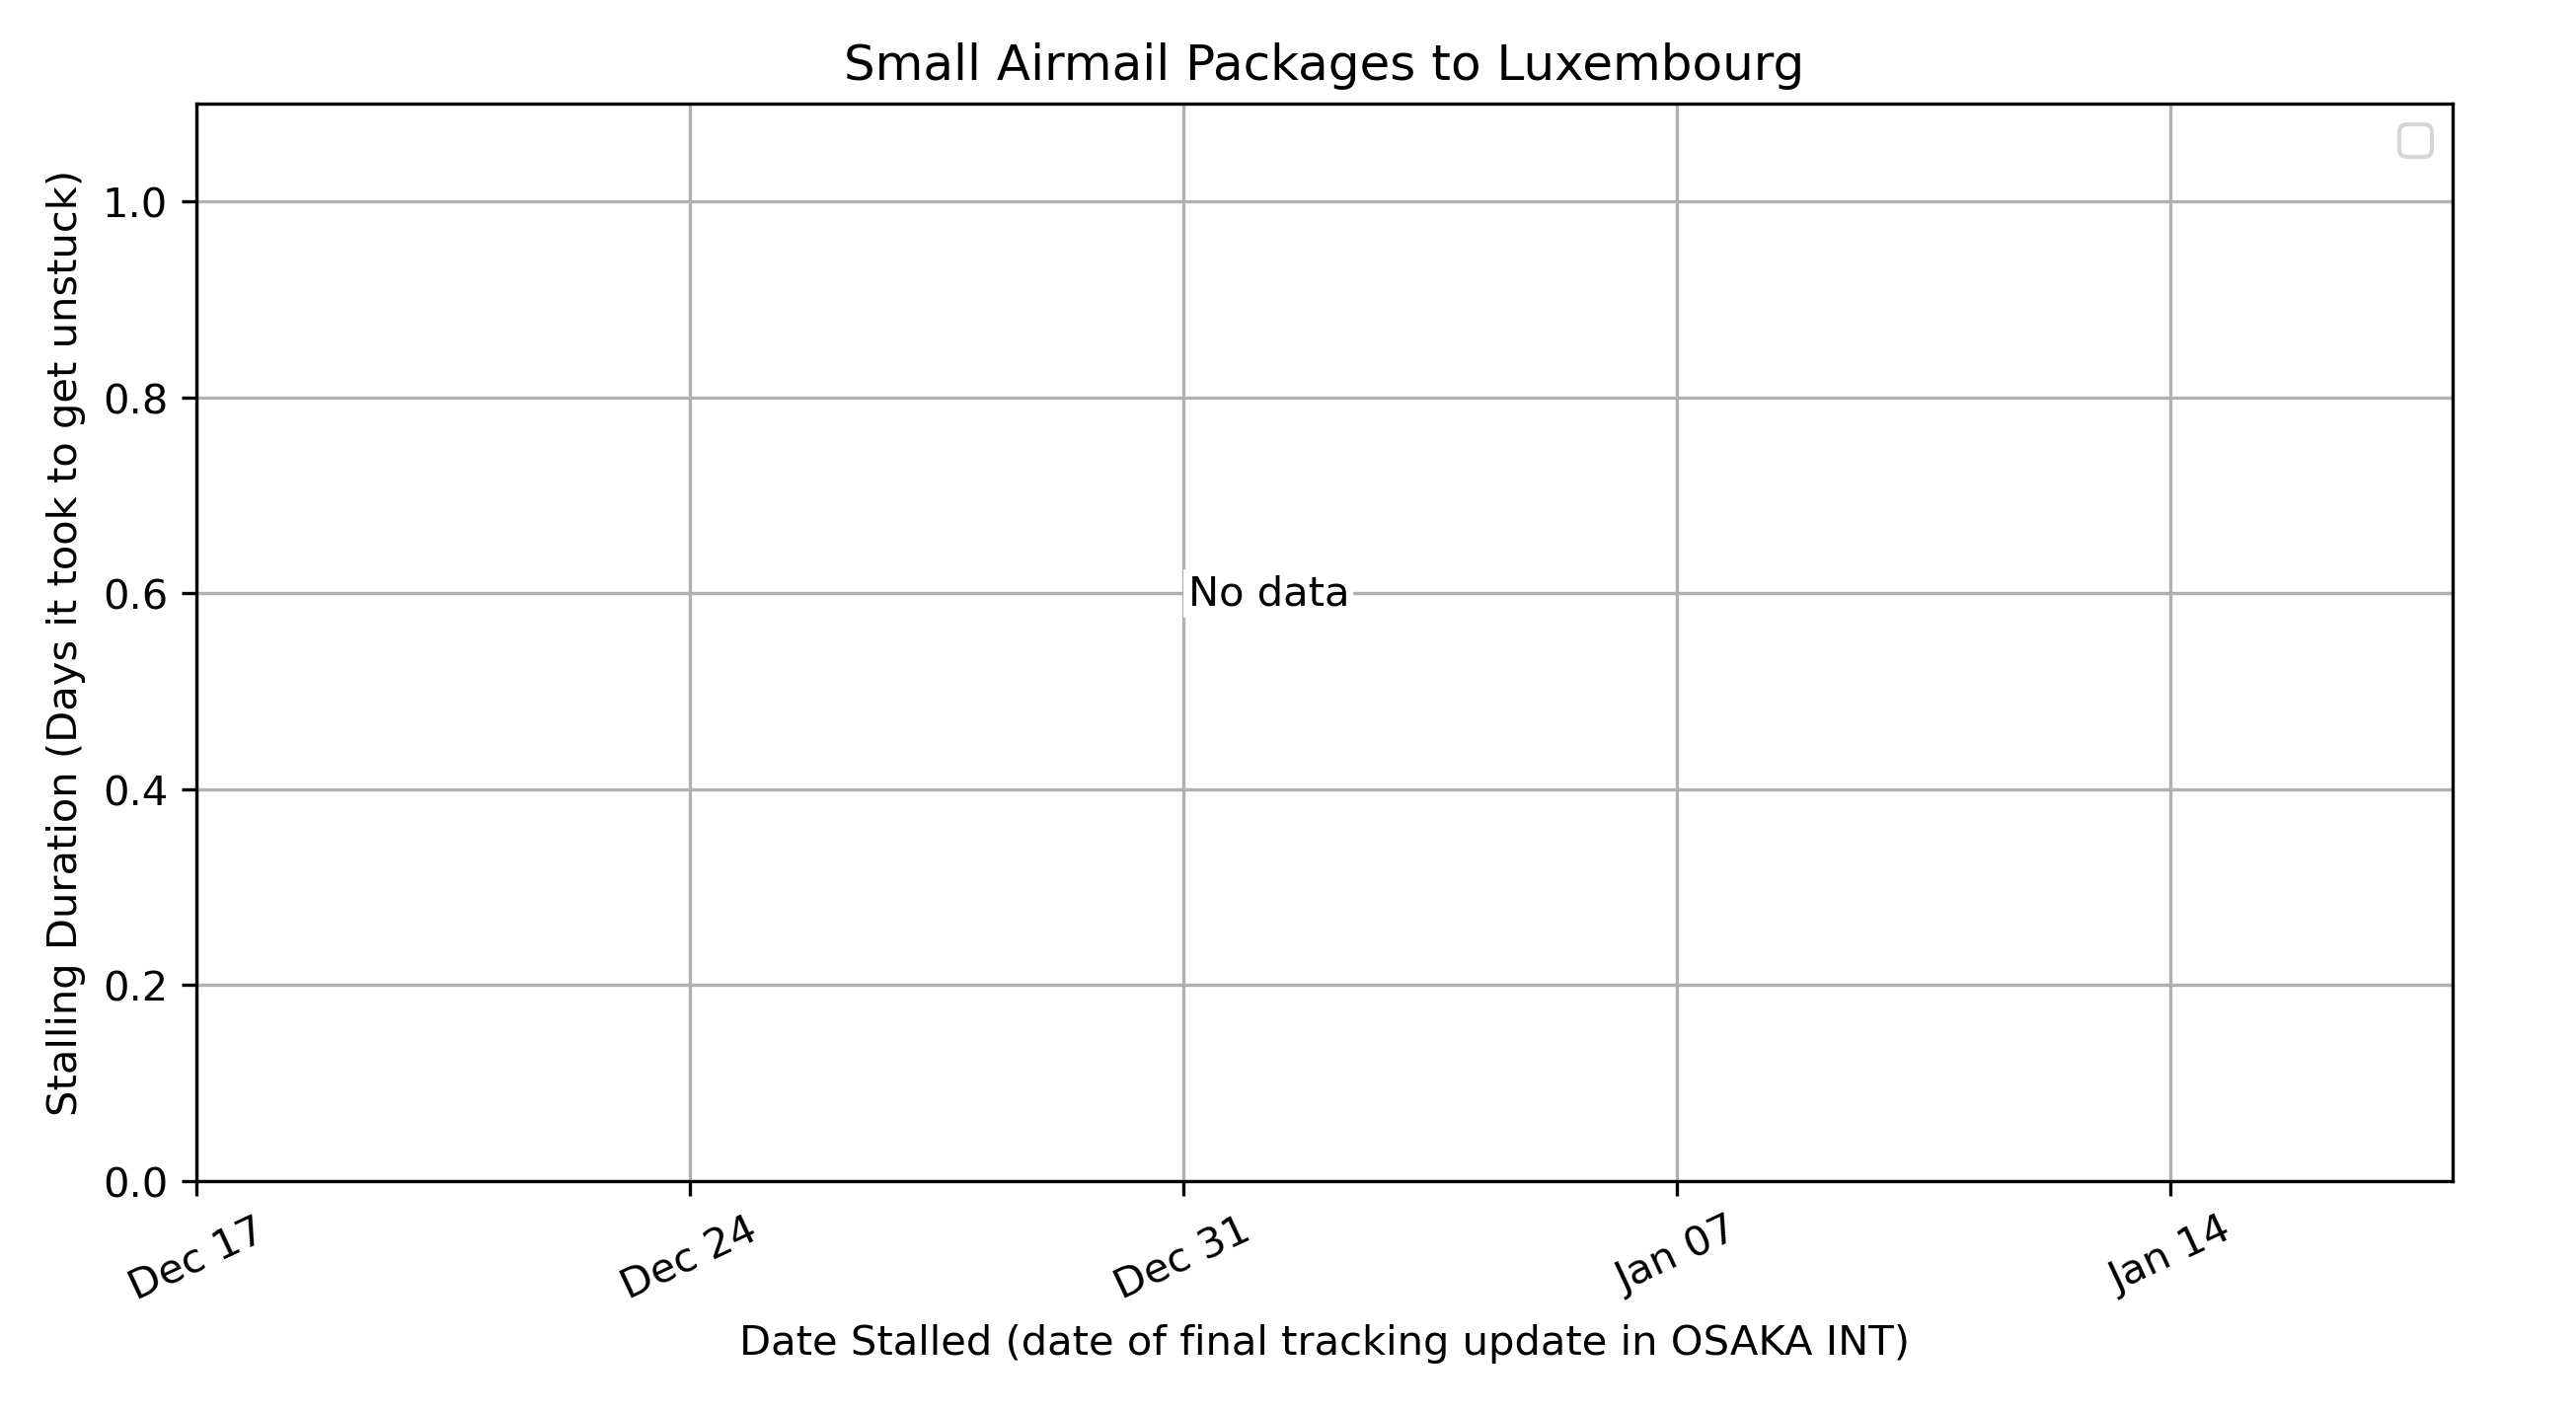 Small Airmail Packages to Luxembourg
Stalling Duration (Days it took to get unstuck)
1.0
0.8
0.6
0.4
0.2
0.0
No data
Dec 17
Dec 24
Dec 31
Jan 07
Jan 14
Date Stalled (date of final tracking update in OSAKA INT)